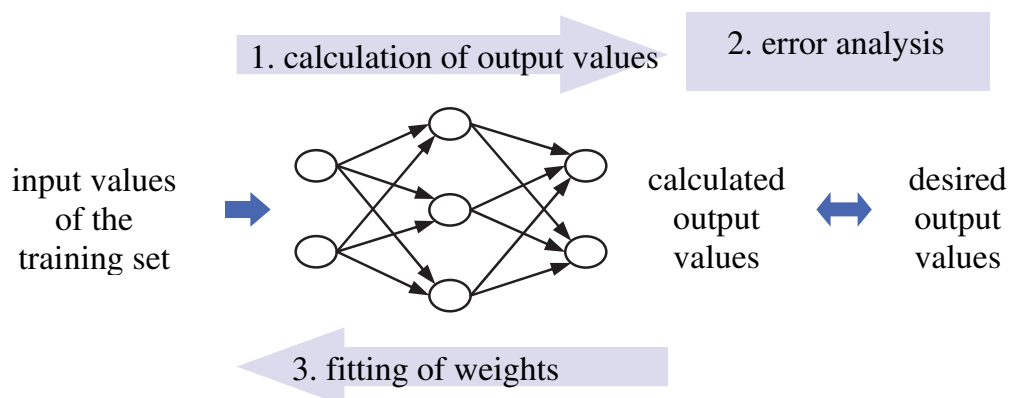 1. calculation of output values
2. error analysis
input values
of the
training set
calculated
output
values
desired
output
values
3. fitting of weights